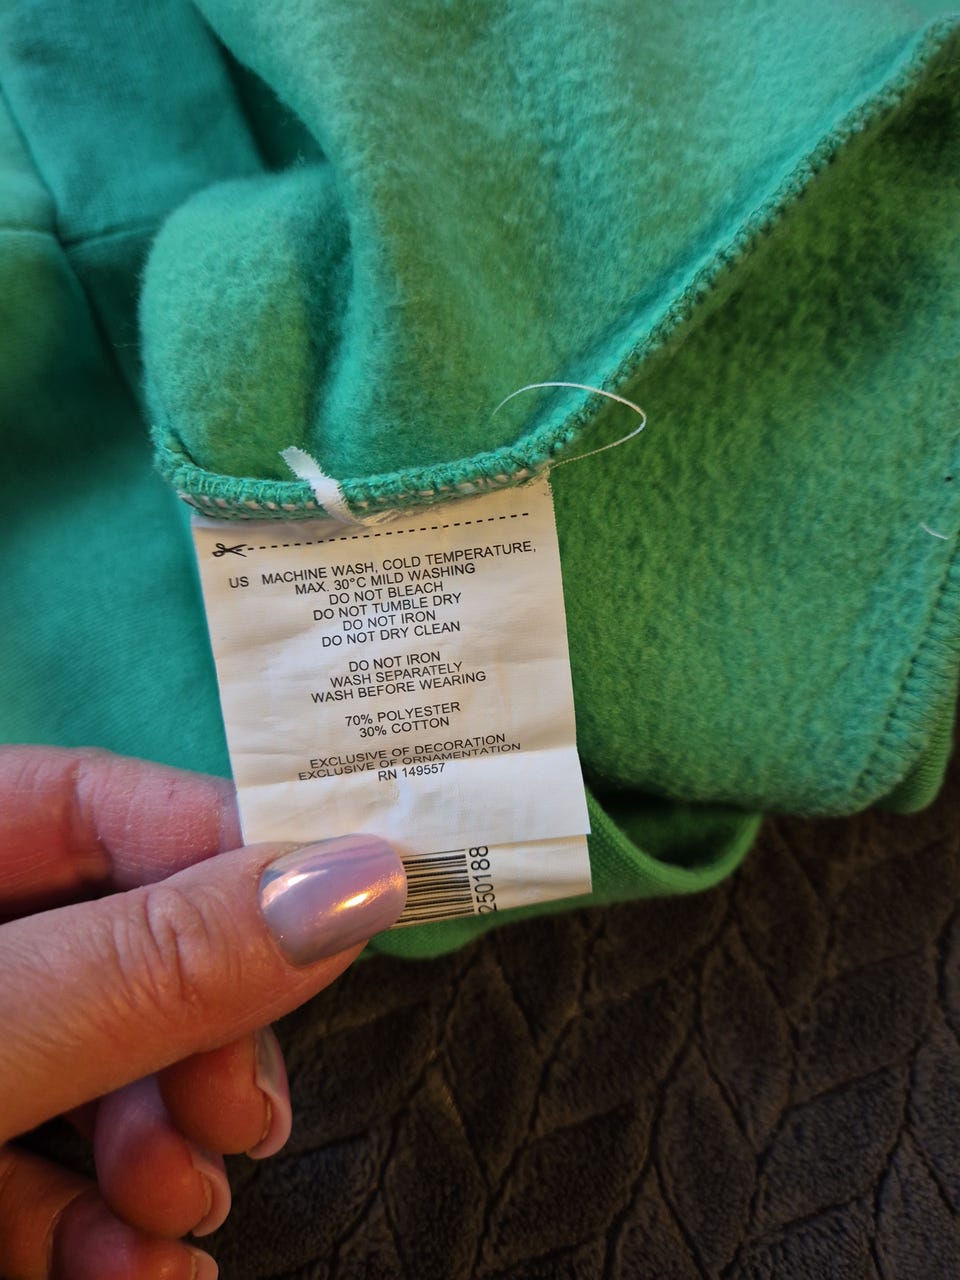 US MACHINE WASH, COLD TEMPERATURE,
MAX. 30°C MILD WASHING
DO NOT BLEACH
DO NOT TUMBLE DRY
DO NOT IRON
DO NOT DRY CLEAN
DO NOT IRON
WASH SEPARATELY
WASH BEFORE WEARING
70% POLYESTER
30% COTTON
EXCLUSIVE OF DECORATION
EXCLUSIVE OF ORNAMENTATION
RN 149557
250188